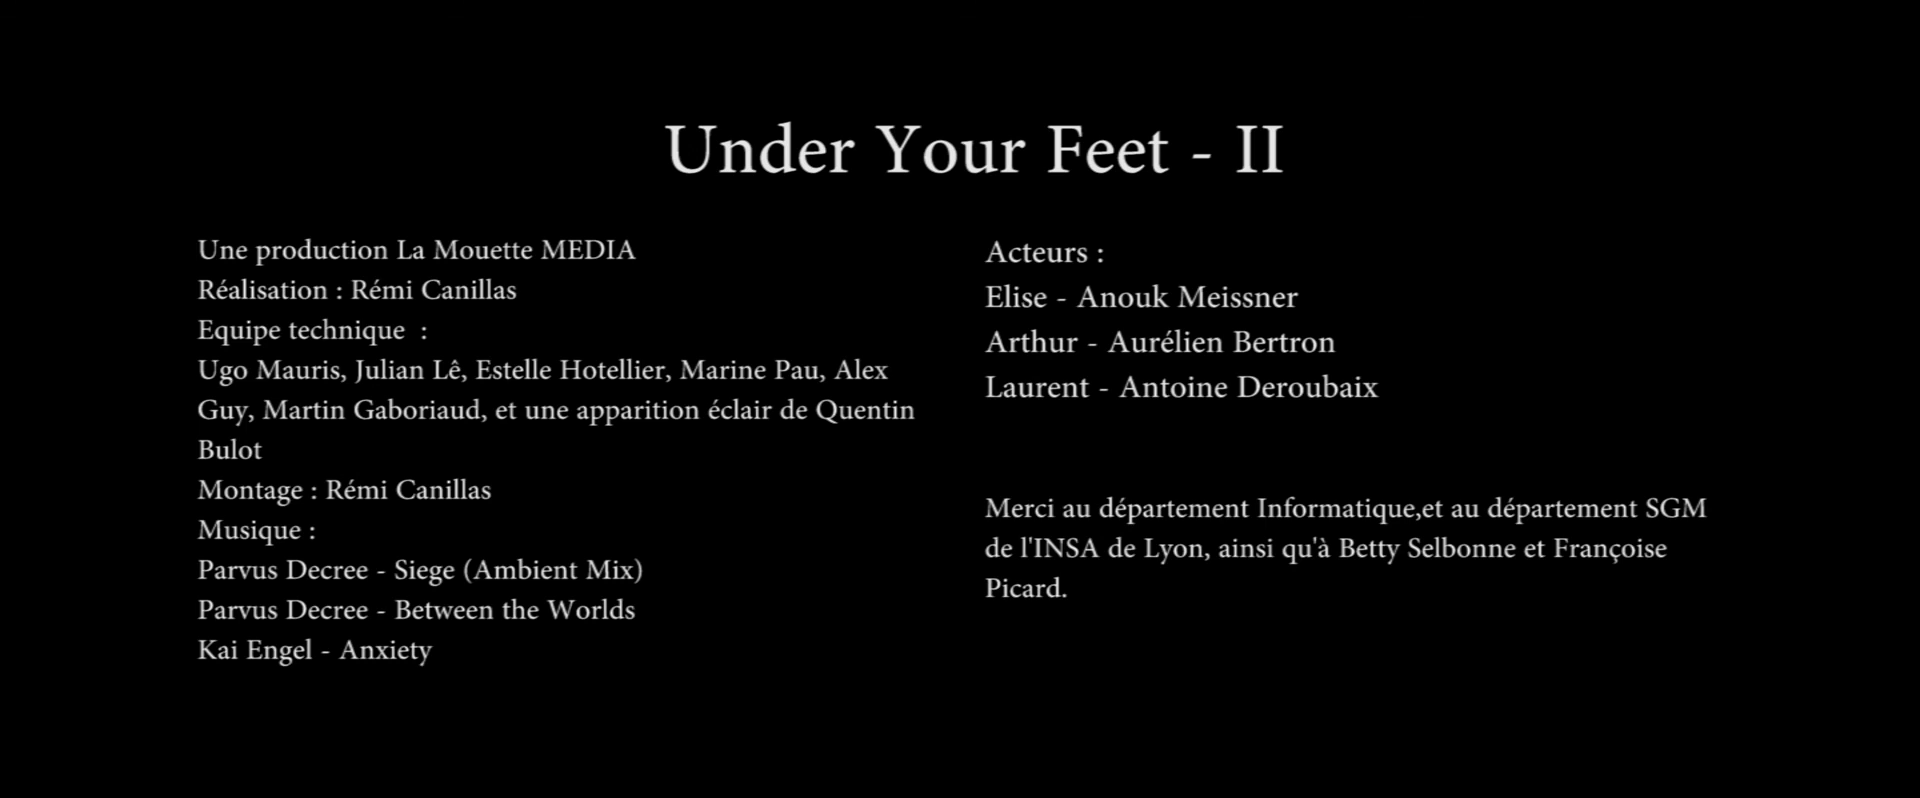 Under Your Feet - II
Une production La Mouette MEDIA
Réalisation : Rémi Canillas
Equipe technique  :
Ugo Mauris, Julian Lê, Estelle Hotellier, Marine Pau, Alex
Guy, Martin Gaboriaud, et une apparition éclair de Quentin
Bulot
Montage : Rémi Canillas
Musique :
Parvus Decree - Siege (Ambient Mix)
Parvus Decree - Between the Worlds
Kai Engel - Anxiety
Acteurs :
Elise - Anouk Meissner
Arthur - Aurélien Bertron
Laurent - Antoine Deroubaix
Merci au département Informatique,et au département SGM
de l'INSA de Lyon, ainsi qu'à Betty Selbonne et Françoise
Picard.